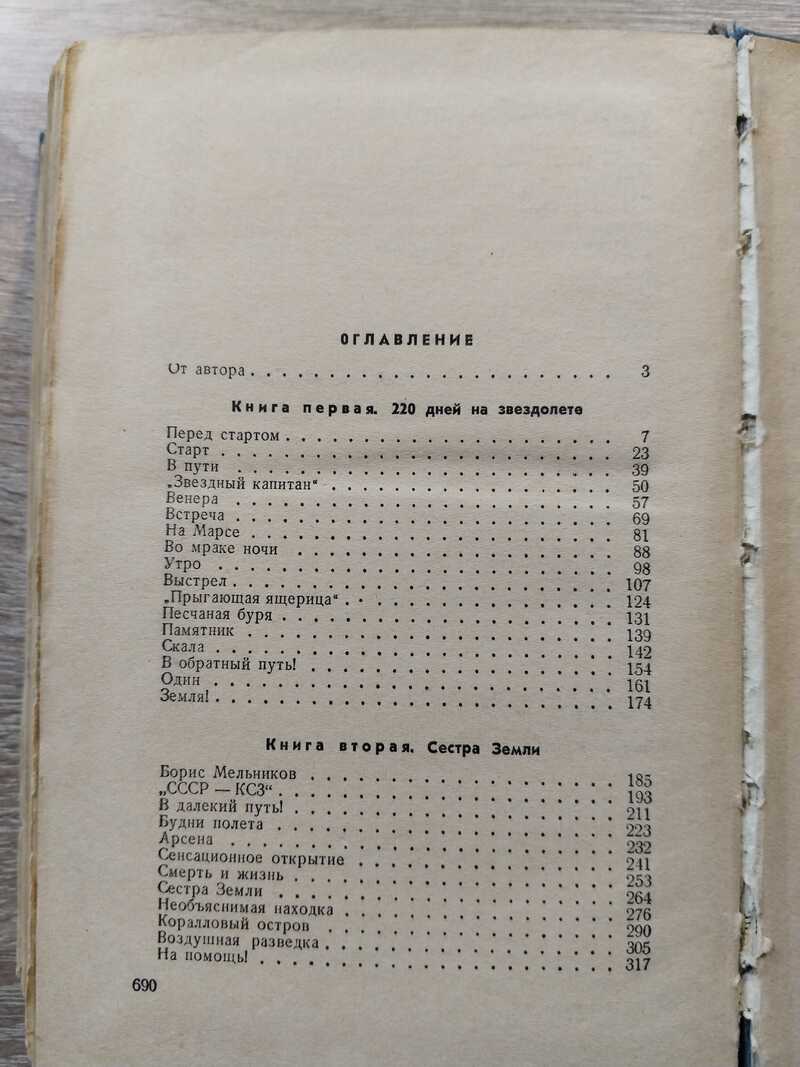 ОГЛАВЛЕНИЕ
От автора . . . . . . . . . . . . . . . . . . . . . . . 3
Книга первая. 220 дней на звездолете
Перед стартом . . . . . . . . . . . . . . . . . . . . . 7
Старт . . . . . . . . . . . . . . . . . . . . . . . . . 23
В пути . . . . . . . . . . . . . . . . . . . . . . . . 39
„Звездный капитан“ . . . . . . . . . . . . . . . . . . 50
Венера . . . . . . . . . . . . . . . . . . . . . . . . 57
Встреча . . . . . . . . . . . . . . . . . . . . . . . . 69
На Марсе . . . . . . . . . . . . . . . . . . . . . . . 81
Во мраке ночи . . . . . . . . . . . . . . . . . . . . 88
Утро . . . . . . . . . . . . . . . . . . . . . . . . . 98
Выстрел . . . . . . . . . . . . . . . . . . . . . . . . 107
„Прыгающая ящерица“ . . . . . . . . . . . . . . . . . 124
Песчаная буря . . . . . . . . . . . . . . . . . . . . . 131
Памятник . . . . . . . . . . . . . . . . . . . . . . . 139
Скала . . . . . . . . . . . . . . . . . . . . . . . . . 142
В обратный путь! . . . . . . . . . . . . . . . . . . . 154
Один . . . . . . . . . . . . . . . . . . . . . . . . . 161
Земля! . . . . . . . . . . . . . . . . . . . . . . . . 174
Книга вторая. Сестра Земли
Борис Мельников . . . . . . . . . . . . . . . . . . . 185
„СССР — КС3“ . . . . . . . . . . . . . . . . . . . . . 193
В далекий путь! . . . . . . . . . . . . . . . . . . . . 211
Будни полета . . . . . . . . . . . . . . . . . . . . . 223
Арсена . . . . . . . . . . . . . . . . . . . . . . . . 232
Сенсационное открытие . . . . . . . . . . . . . . . . 241
Смерть и жизнь . . . . . . . . . . . . . . . . . . . . 253
Сестра Земли . . . . . . . . . . . . . . . . . . . . . 264
Необъяснимая находка . . . . . . . . . . . . . . . . . 276
Коралловый остров . . . . . . . . . . . . . . . . . . 290
Воздушная разведка . . . . . . . . . . . . . . . . . . 305
На помощь! . . . . . . . . . . . . . . . . . . . . . . 317
690